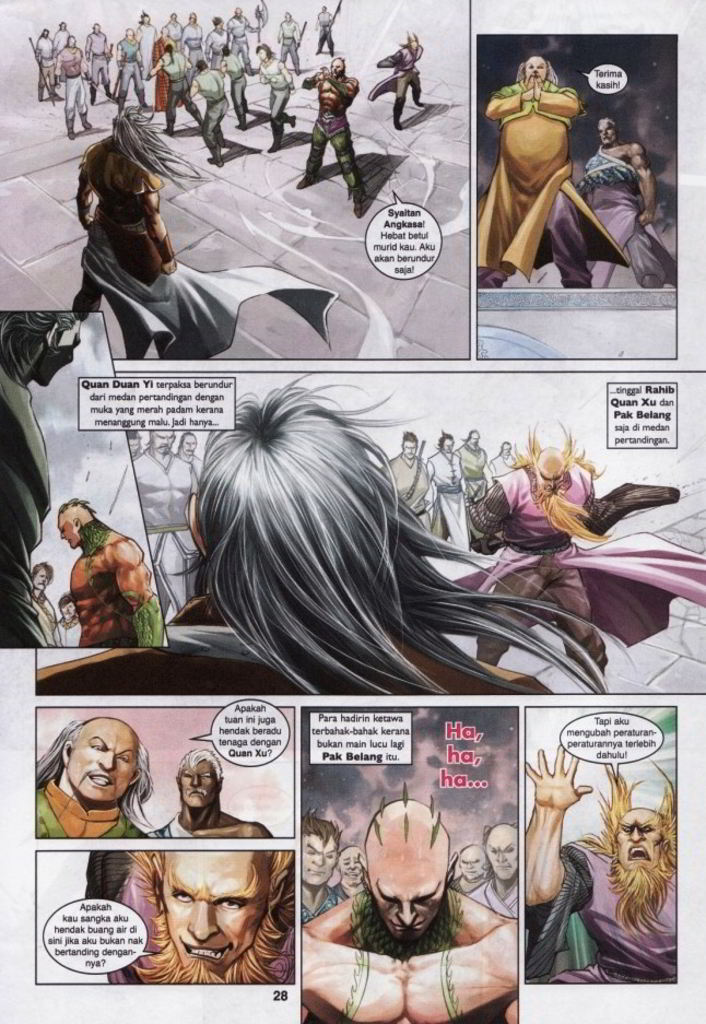 Syaitan
Angkasa!
Hebat betul
murid kau. Aku
akan berundur
saja!
Terima
kasih!
Quan Duan Yi terpaksa berundur
dari medan pertandingan dengan
muka yang merah padam kerana
menanggung malu. Jadi hanya...
...tinggal Rahib
Quan Xu dan
Pak Belang
saja di medan
pertandingan.
Apakah
tuan ini juga
hendak beradu
tenaga dengan
Quan Xu?
Apakah
kau sangka aku
hendak buang air di
sini jika aku bukan nak
bertanding dengan-
nya?
Para hadirin ketawa
terbahak-bahak kerana
bukan main lucu lagi
Pak Belang itu.
Ha,
ha,
ha...
Tapi aku
mengubah peraturan-
peraturannya terlebih
dahulu!
28